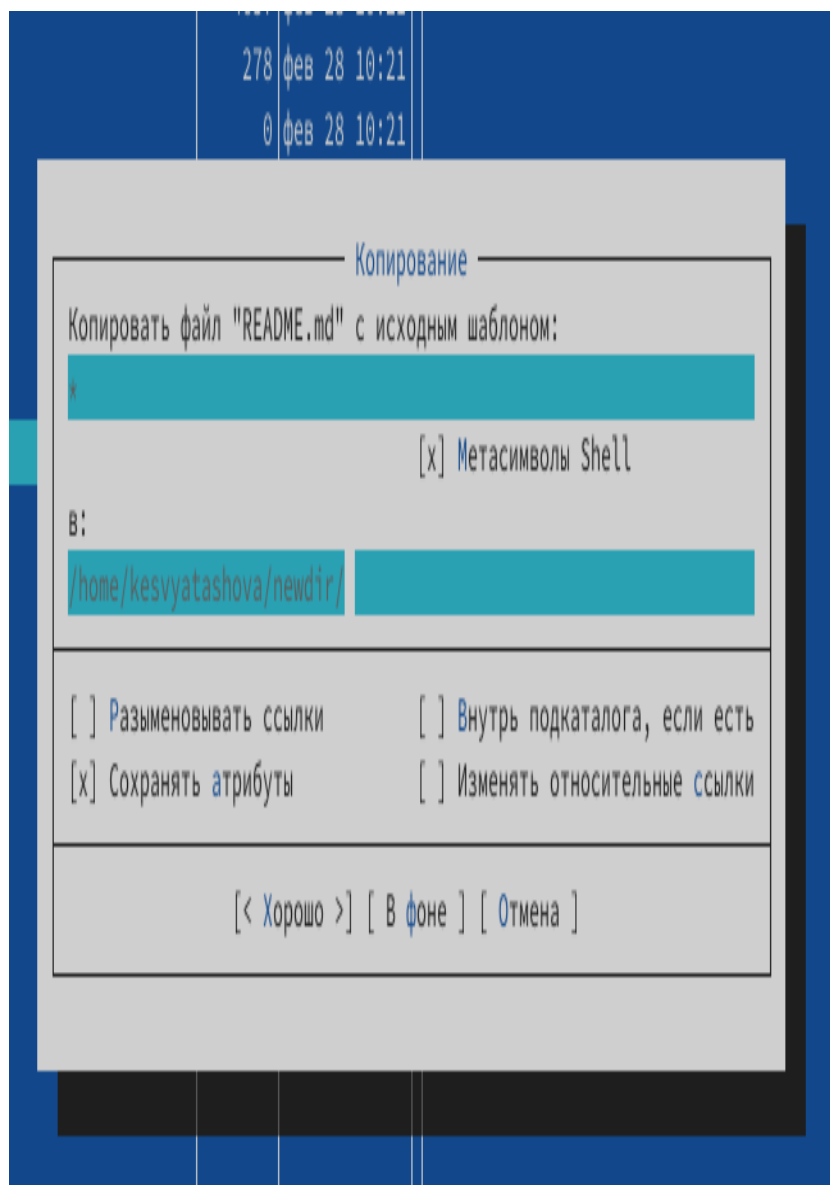 278 фев 28 10:21
0 фев 28 10:21
Копирование
Копировать файл "README.md" с исходным шаблоном:
*
[x] Метасимволы Shell
в:
/home/kesvyatashova/newdir/
[ ] Разыменовывать ссылки [ ] Внутрь подкаталога, если есть
[x] Сохранять атрибуты [ ] Изменять относительные ссылки
[< Хорошо >] [ В фоне ] [ Отмена ]